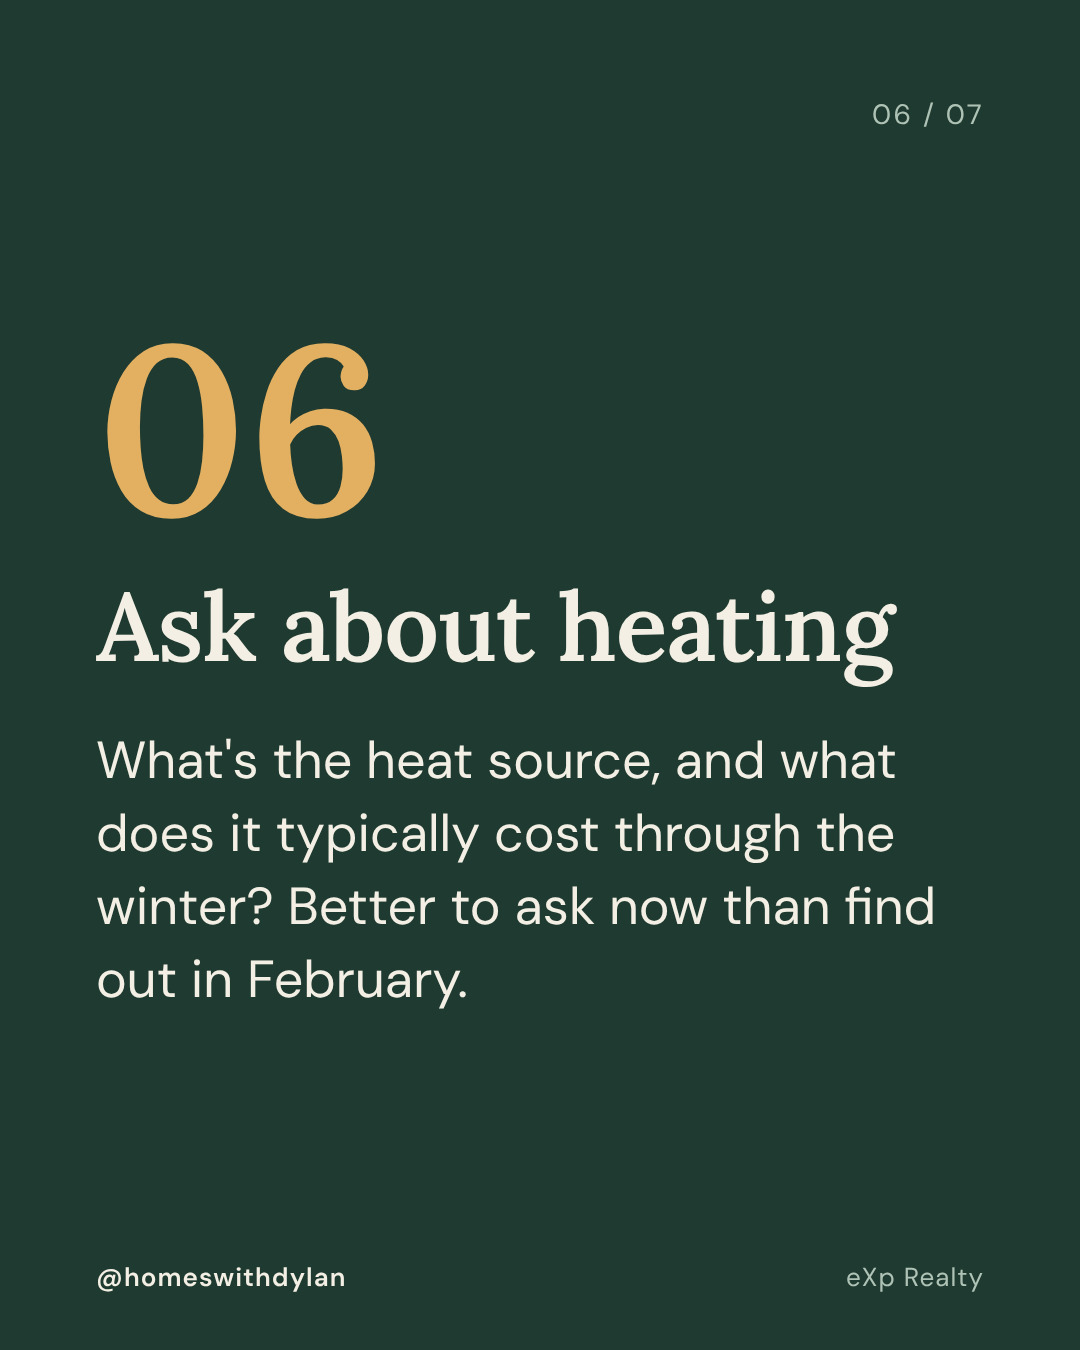 06 / 07
06
Ask about heating
What's the heat source, and what
does it typically cost through the
winter? Better to ask now than find
out in February.
@homeswithdylan
eXp Realty